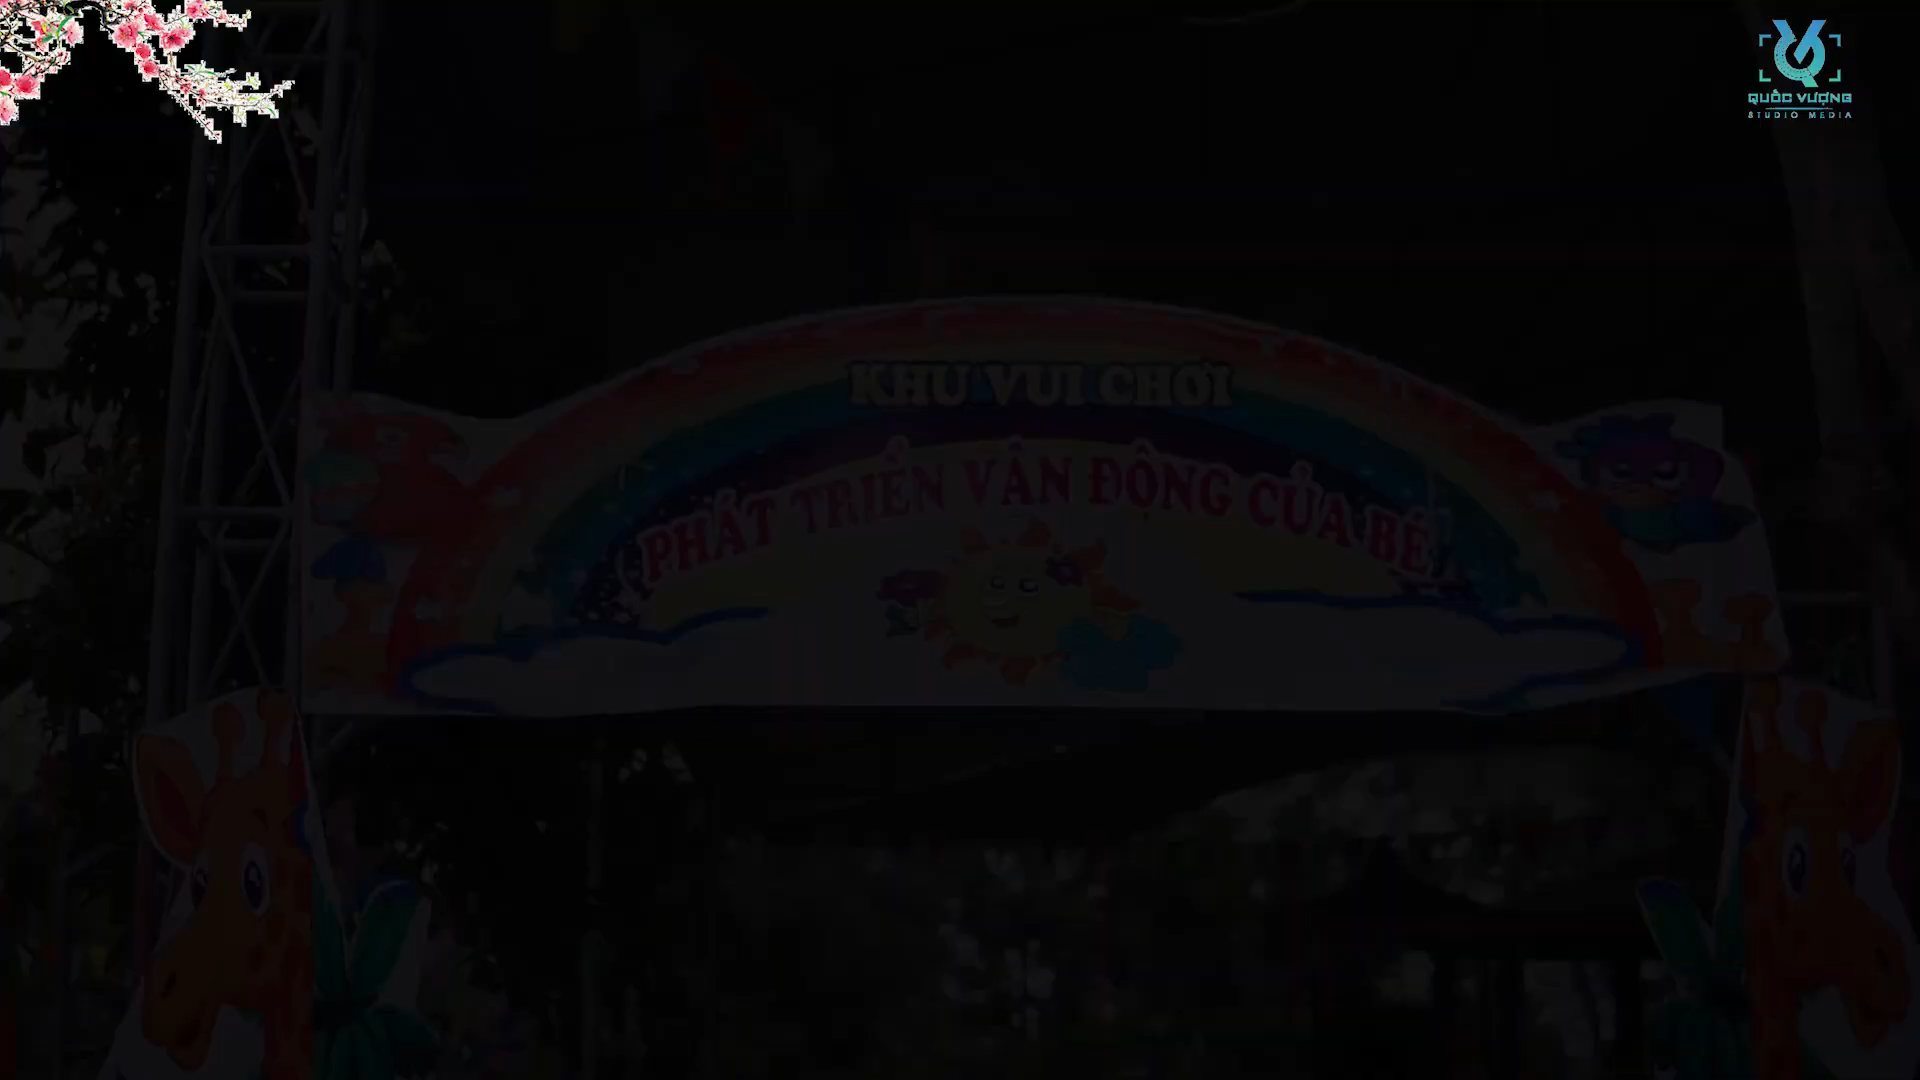 QUỐC VƯỢNG
STUDIO MEDIA
KHU VUI CHƠI
PHÁT TRIỂN VẬN ĐỘNG CỦA BÉ